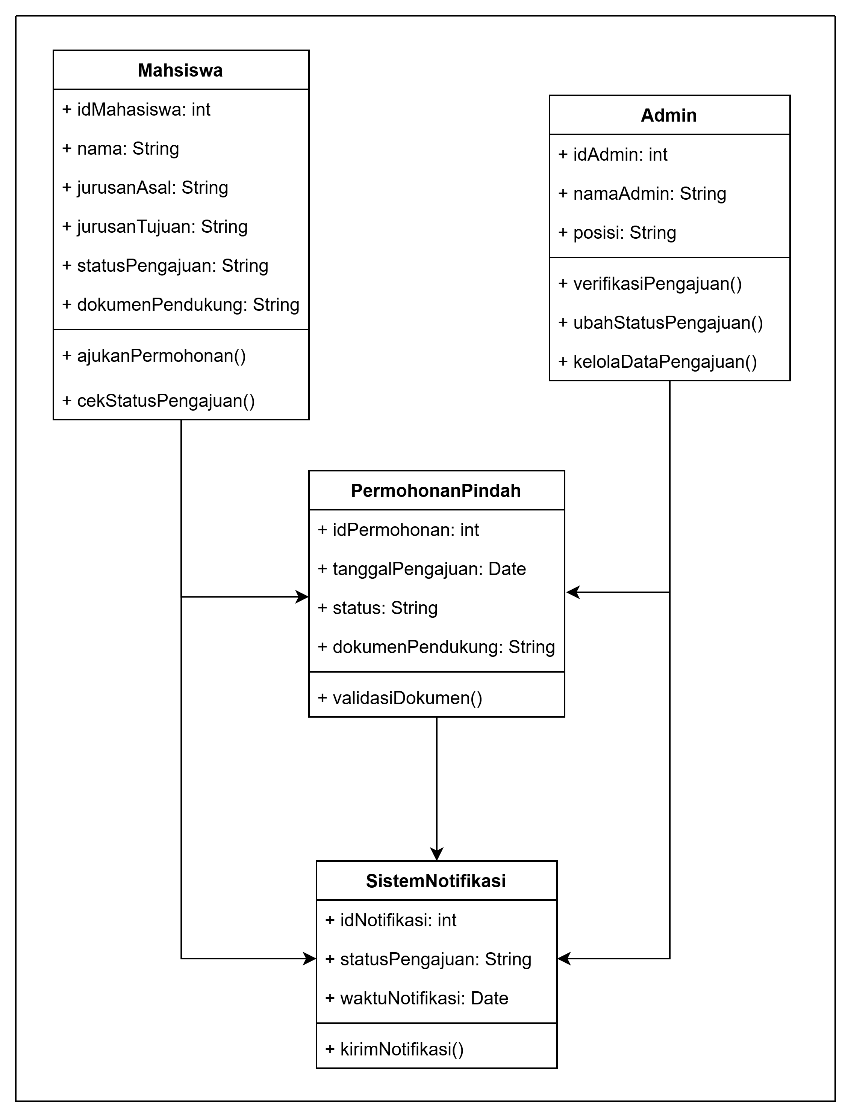 Mahsiswa
+ idMahasiswa: int
+ nama: String
+ jurusanAsal: String
+ jurusanTujuan: String
+ statusPengajuan: String
+ dokumenPendukung: String
+ ajukanPermohonan()
+ cekStatusPengajuan()
Admin
+ idAdmin: int
+ namaAdmin: String
+ posisi: String
+ verifikasiPengajuan()
+ ubahStatusPengajuan()
+ kelolaDataPengajuan()
PermohonanPindah
+ idPermohonan: int
+ tanggalPengajuan: Date
+ status: String
+ dokumenPendukung: String
+ validasiDokumen()
SistemNotifikasi
+ idNotifikasi: int
+ statusPengajuan: String
+ waktuNotifikasi: Date
+ kirimNotifikasi()